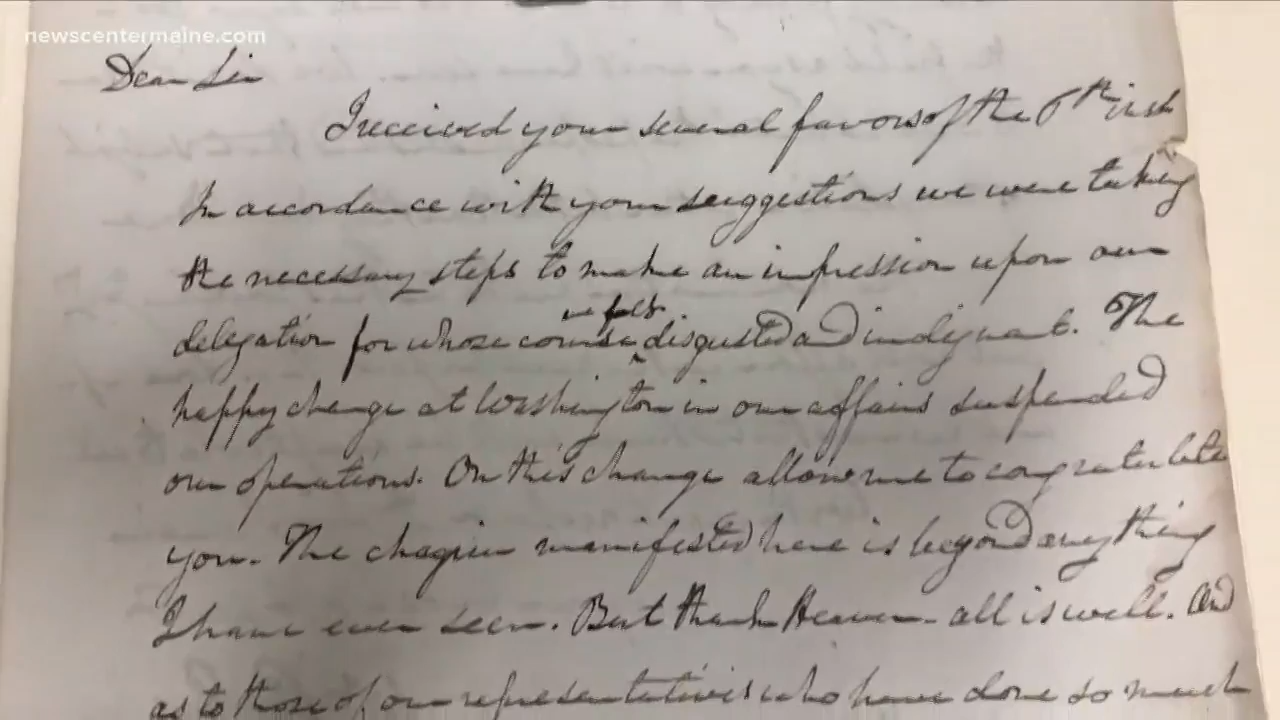 newscentermaine.com
Dear Sir
I received your several favors of the 6th inst
In accordance with your suggestions we were taking
the necessary steps to make an impression upon our
we felt
delegation for whose course ^ disgusted and indignant. The
happy change at Washington in our affairs suspended
our operations. On this change allow me to congratulate
you. The chagrin manifested here is beyond any thing
I have ever seen. But thank Heaven all is well. And
as to those of our representatives who have done so much